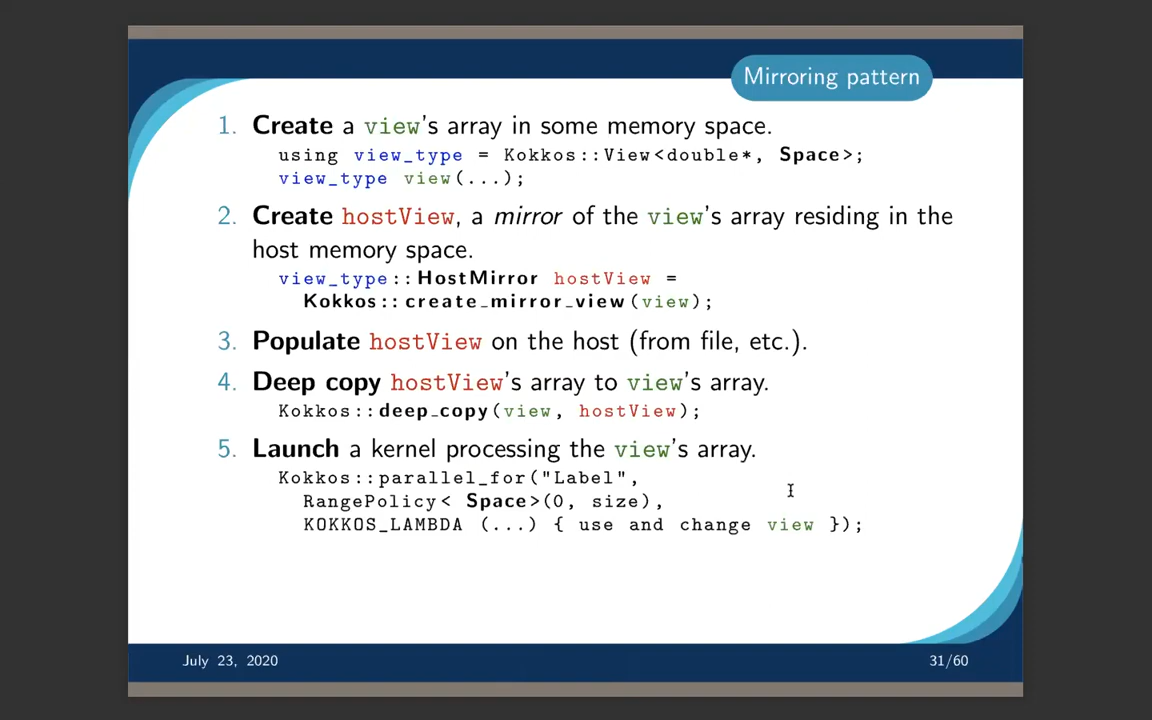 Mirroring pattern
1. Create a view's array in some memory space.
using view_type = Kokkos::View<double*, Space>;
view_type view(...);
2. Create hostView, a mirror of the view's array residing in the
host memory space.
view_type::HostMirror hostView =
Kokkos::create_mirror_view(view);
3. Populate hostView on the host (from file, etc.).
4. Deep copy hostView's array to view's array.
Kokkos::deep_copy(view, hostView);
5. Launch a kernel processing the view's array.
Kokkos::parallel_for("Label",
RangePolicy< Space>(0, size),
KOKKOS_LAMBDA (...) { use and change view });
July 23, 2020
31/60